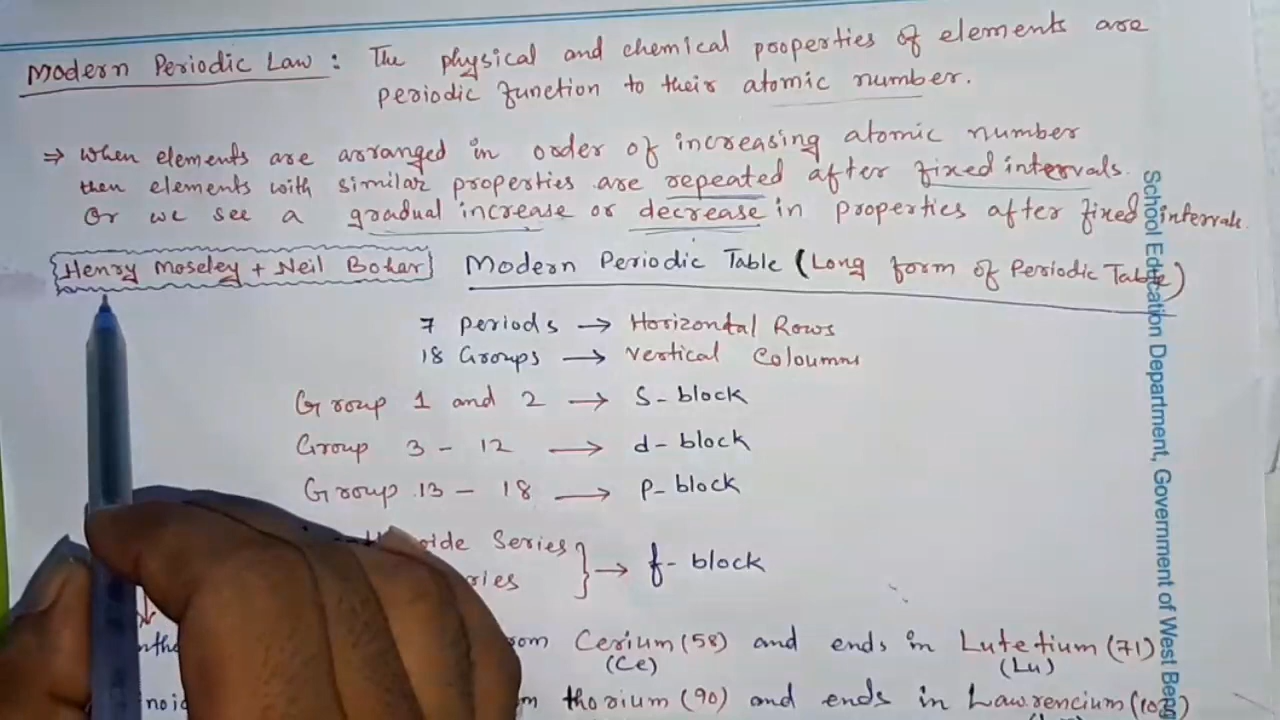 Modern Periodic Law : The physical and chemical properties of elements are
periodic function to their atomic number.
⇒ When elements are arranged in order of increasing atomic number
then elements with similar properties are repeated after fixed intervals.
Or we see a gradual increase or decrease in properties after fixed intervals.
{Henry Moseley + Neil Bohar} Modern Periodic Table (Long form of Periodic Table)
7 Periods → Horizontal Rows
18 Groups → Vertical Coloumns
Group 1 and 2 → S-block
Group 3 - 12 → d-block
Group 13 - 18 → P-block
Series } → f-block
Cerium (58) and ends in Lutetium (71)
(Ce) (Lu)
thorium (90) and ends in Lawrencium
School Education Department, Government of West